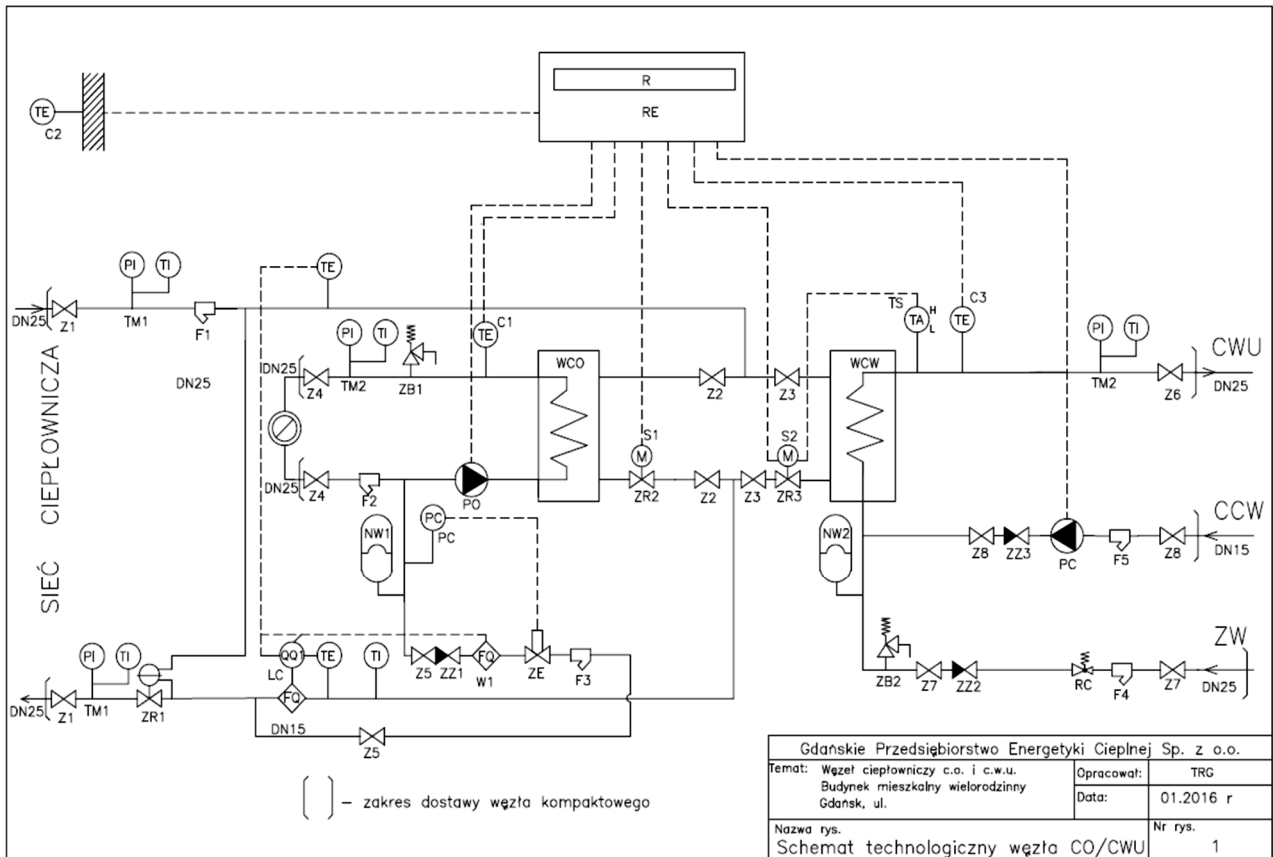 R
RE
TE
C2
PI TI
TE
DN25 Z1 TM1 F1
SIEĆ CIEPŁOWNICZA
DN25
PI TI
ZB1
TE C1
DN25 Z4 TM2
WCO
Z2 Z3
TS TA H L
TE C3
WCW
PI TI
TM2 Z6
CWU
DN25
DN25 Z4 F2
PO
S1
M
ZR2
Z2 Z3
S2
M
ZR3
NW1
PC
PC
NW2
Z8 ZZ3 PC F5 Z8
CCW
DN15
PI TI
DN25 Z1 TM1 ZR1
QQ1 TE
LC
FQ
TI
Z5 ZZ1 FQ
W1
ZE F3
DN15
Z5
ZB2 Z7 ZZ2 RC F4 Z7
ZW
DN25
– zakres dostawy węzła kompaktowego
Gdańskie Przedsiębiorstwo Energetyki Cieplnej Sp. z o.o.
Temat: Węzeł ciepłowniczy c.o. i c.w.u.
Budynek mieszkalny wielorodzinny
Gdańsk, ul.
Opracował: TRG
Data: 01.2016 r
Nazwa rys.
Schemat technologiczny węzła CO/CWU
Nr rys.
1